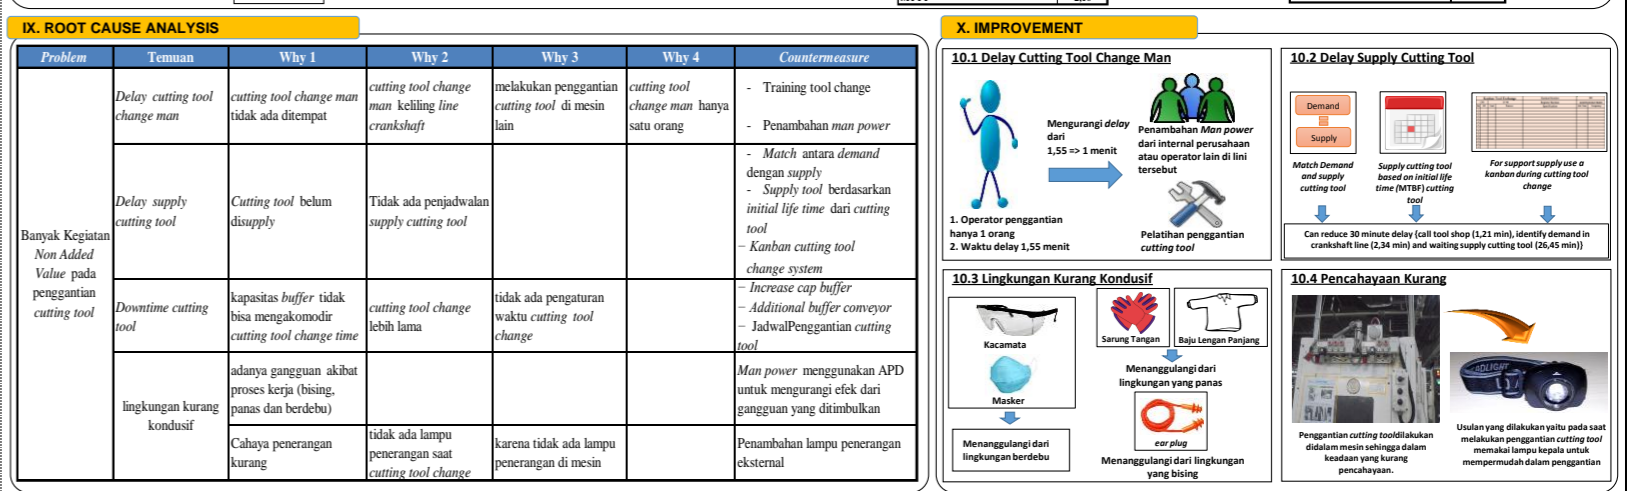 IX. ROOT CAUSE ANALYSIS
Problem
Temuan
Why 1
Why 2
Why 3
Why 4
Countermeasure
Banyak Kegiatan
Non Added
Value pada
penggantian
cutting tool
Delay cutting tool
change man
cutting tool change man
tidak ada ditempat
cutting tool change
man keliling line
crankshaft
melakukan penggantian
cutting tool di mesin
lain
cutting tool
change man hanya
satu orang
- Training tool change
- Penambahan man power
Delay supply
cutting tool
Cutting tool belum
disupply
Tidak ada penjadwalan
supply cutting tool
- Match antara demand
dengan supply
- Supply tool berdasarkan
initial life time dari cutting
tool
– Kanban cutting tool
change system
Downtime cutting
tool
kapasitas buffer tidak
bisa mengakomodir
cutting tool change time
cutting tool change
lebih lama
tidak ada pengaturan
waktu cutting tool
change
– Increase cap buffer
– Additional buffer conveyor
– JadwalPenggantian cutting
tool
lingkungan kurang
kondusif
adanya gangguan akibat
proses kerja (bising,
panas dan berdebu)
Man power menggunakan APD
untuk mengurangi efek dari
gangguan yang ditimbulkan
Cahaya penerangan
kurang
tidak ada lampu
penerangan saat
cutting tool change
karena tidak ada lampu
penerangan di mesin
Penambahan lampu penerangan
eksternal
X. IMPROVEMENT
10.1 Delay Cutting Tool Change Man
Mengurangi delay
dari
1,55 => 1 menit
Penambahan Man power
dari internal perusahaan
atau operator lain di lini
tersebut
1. Operator penggantian
hanya 1 orang
2. Waktu delay 1,55 menit
Pelatihan penggantian
cutting tool
10.2 Delay Supply Cutting Tool
Demand
Supply
Match Demand
and supply
cutting tool
Supply cutting tool
based on initial life
time (MTBF) cutting
tool
For support supply use a
kanban during cutting tool
change
Can reduce 30 minute delay {call tool shop (1,21 min), identify demand in
crankshaft line (2,34 min) and waiting supply cutting tool (26,45 min)}
10.3 Lingkungan Kurang Kondusif
Kacamata
Masker
Menanggulangi dari
lingkungan berdebu
Sarung Tangan
Baju Lengan Panjang
Menanggulangi dari
lingkungan yang panas
ear plug
Menanggulangi dari lingkungan
yang bising
10.4 Pencahayaan Kurang
Penggantian cutting tooldilakukan
didalam mesin sehingga dalam
keadaan yang kurang
pencahayaan.
Usulan yang dilakukan yaitu pada saat
melakukan penggantian cutting tool
memakai lampu kepala untuk
mempermudah dalam penggantian